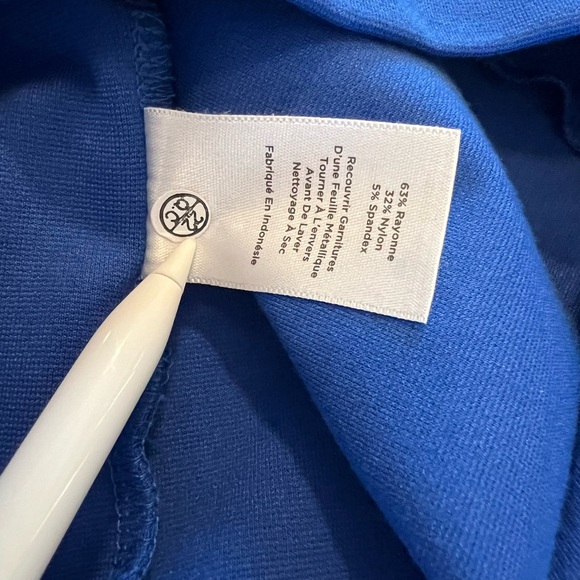 63% Rayonne
32% Nylon
5% Spandex
Recouvrir Garnitures
D'une Feuille Métallique
Tourner À L'envers
Avant De Laver
Nettoyage À Sec
Fabriqué En Indonésie